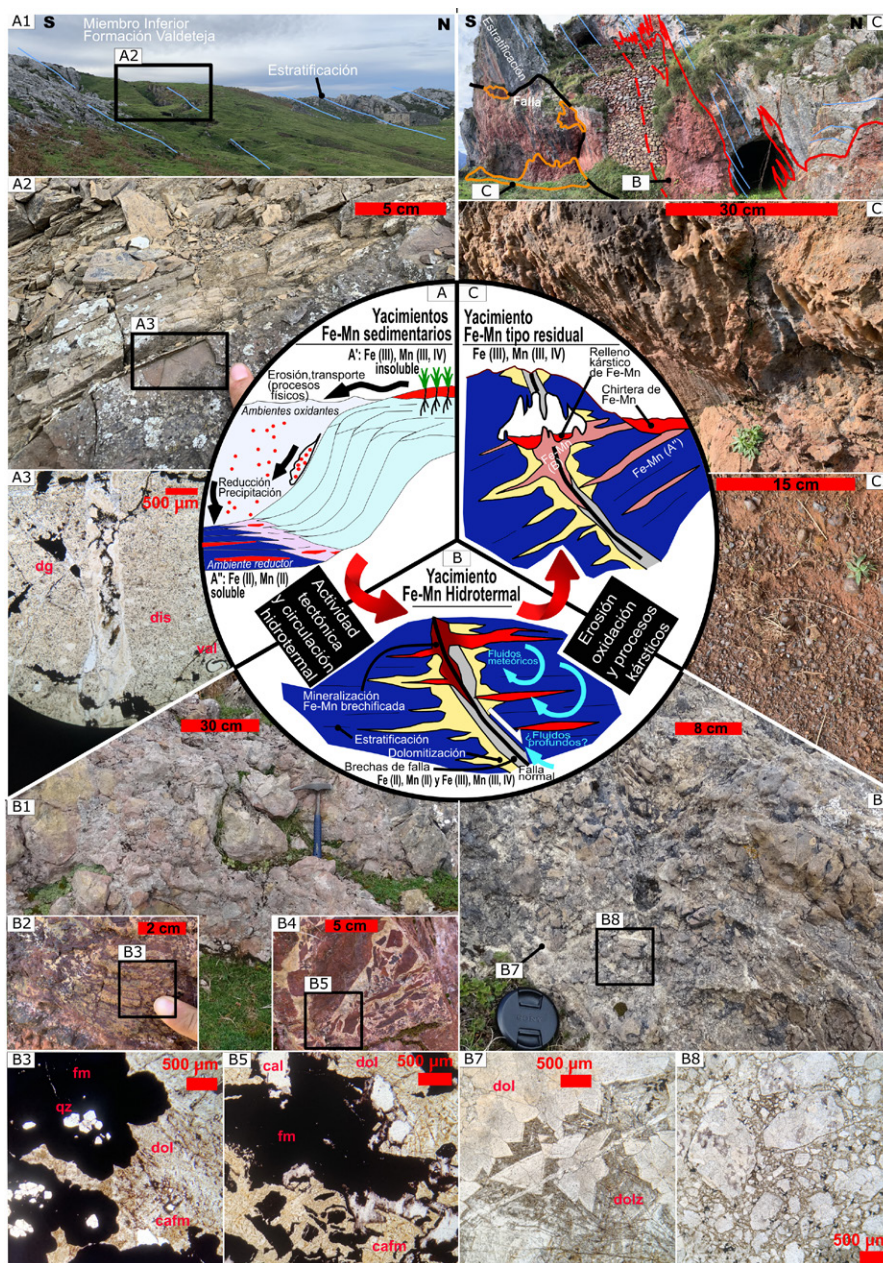 A1
S
Miembro Inferior
Formación Valdeteja
N
A2
Estratificación
S
N
C
Estratificación
Falla
C
B
A2
5 cm
A3
C
30 cm
A3
500 µm
dg
dis
val
C
15 cm
A
Yacimientos
Fe-Mn sedimentarios
A': Fe (III), Mn (III, IV)
insoluble
Erosión,transporte
(procesos
físicos)
Ambientes oxidantes
Reducción
Precipitación
Ambiente reductor
A'': Fe (II), Mn (II)
soluble
C
Yacimiento
Fe-Mn tipo residual
Fe (III), Mn (III, IV)
Relleno
kárstico
de Fe-Mn
Chirtera de
Fe-Mn
Fe-Mn (A'')
Actividad
tectónica
y circulación
hidrotermal
Erosión
oxidación
y procesos
kársticos
B
Yacimiento
Fe-Mn Hidrotermal
Fluidos
meteóricos
Mineralización
Fe-Mn brechificada
¿Fluidos
profundos?
Estratificación
Dolomitización
Brechas de falla
Falla
normal
Fe (II), Mn (II) y Fe (III), Mn (III, IV)
B1
30 cm
B2
2 cm
B3
B4
5 cm
B5
B
8 cm
B8
B7
B3
500 µm
fm
qz
dol
cafm
B5
cal
dol
500 µm
fm
cafm
B7
500 µm
dol
dolz
B8
500 µm